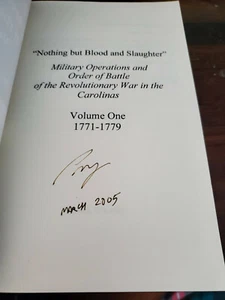 "Nothing but Blood and Slaughter"
Military Operations and
Order of Battle
of the Revolutionary War in the
Carolinas
Volume One
1771-1779
MARCH 2005